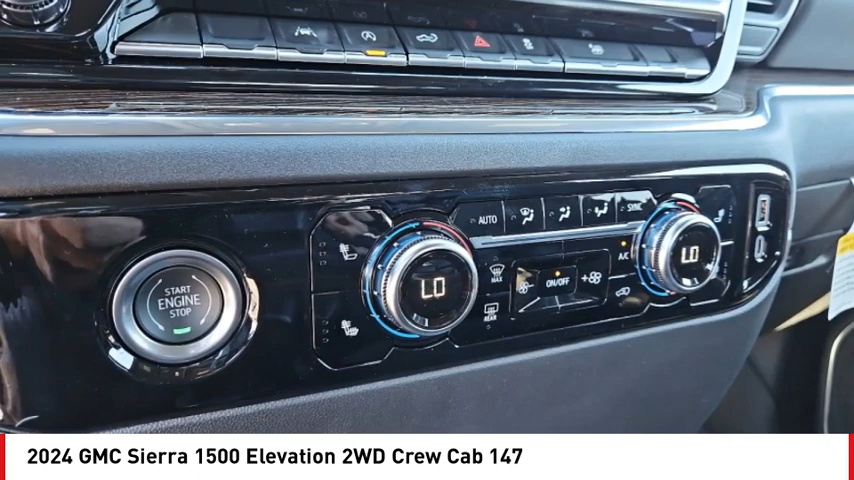 START
ENGINE
STOP
LO
AUTO
SYNC
MAX
REAR
ON/OFF
A/C
LO
2024 GMC Sierra 1500 Elevation 2WD Crew Cab 147